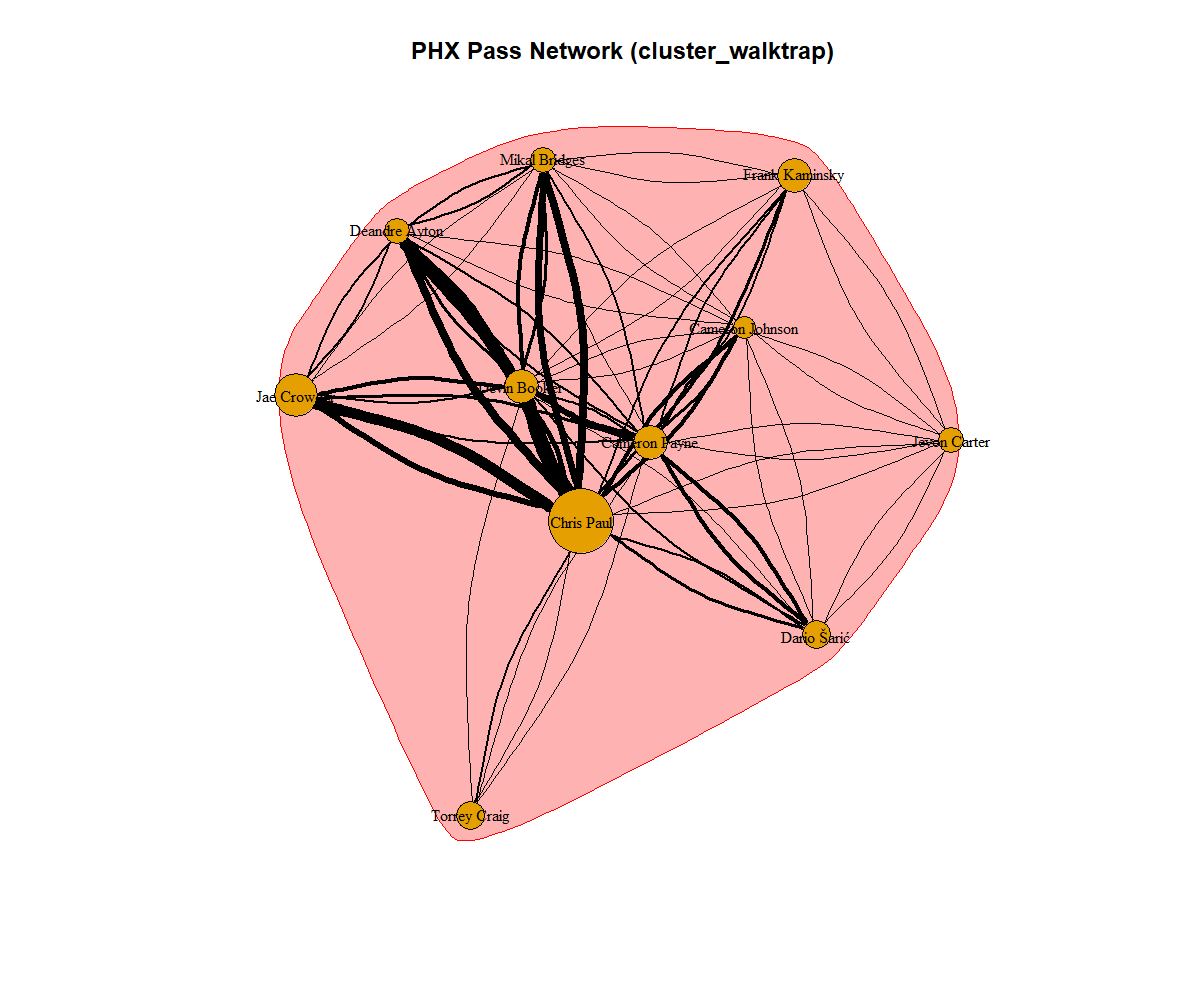 PHX Pass Network (cluster_walktrap)
Mikal Bridges
Frank Kaminsky
Deandre Ayton
Cameron Johnson
Devin Booker
Jae Crowder
Cameron Payne
Jevon Carter
Chris Paul
Dario Šarić
Torrey Craig